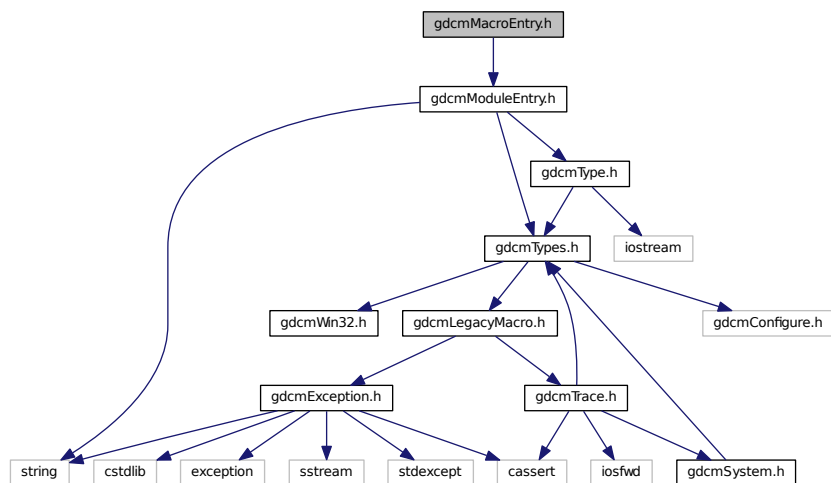 gdcmMacroEntry.h
gdcmModuleEntry.h
gdcmType.h
gdcmTypes.h
iostream
gdcmWin32.h
gdcmLegacyMacro.h
gdcmConfigure.h
gdcmException.h
gdcmTrace.h
string
cstdlib
exception
sstream
stdexcept
cassert
iosfwd
gdcmSystem.h